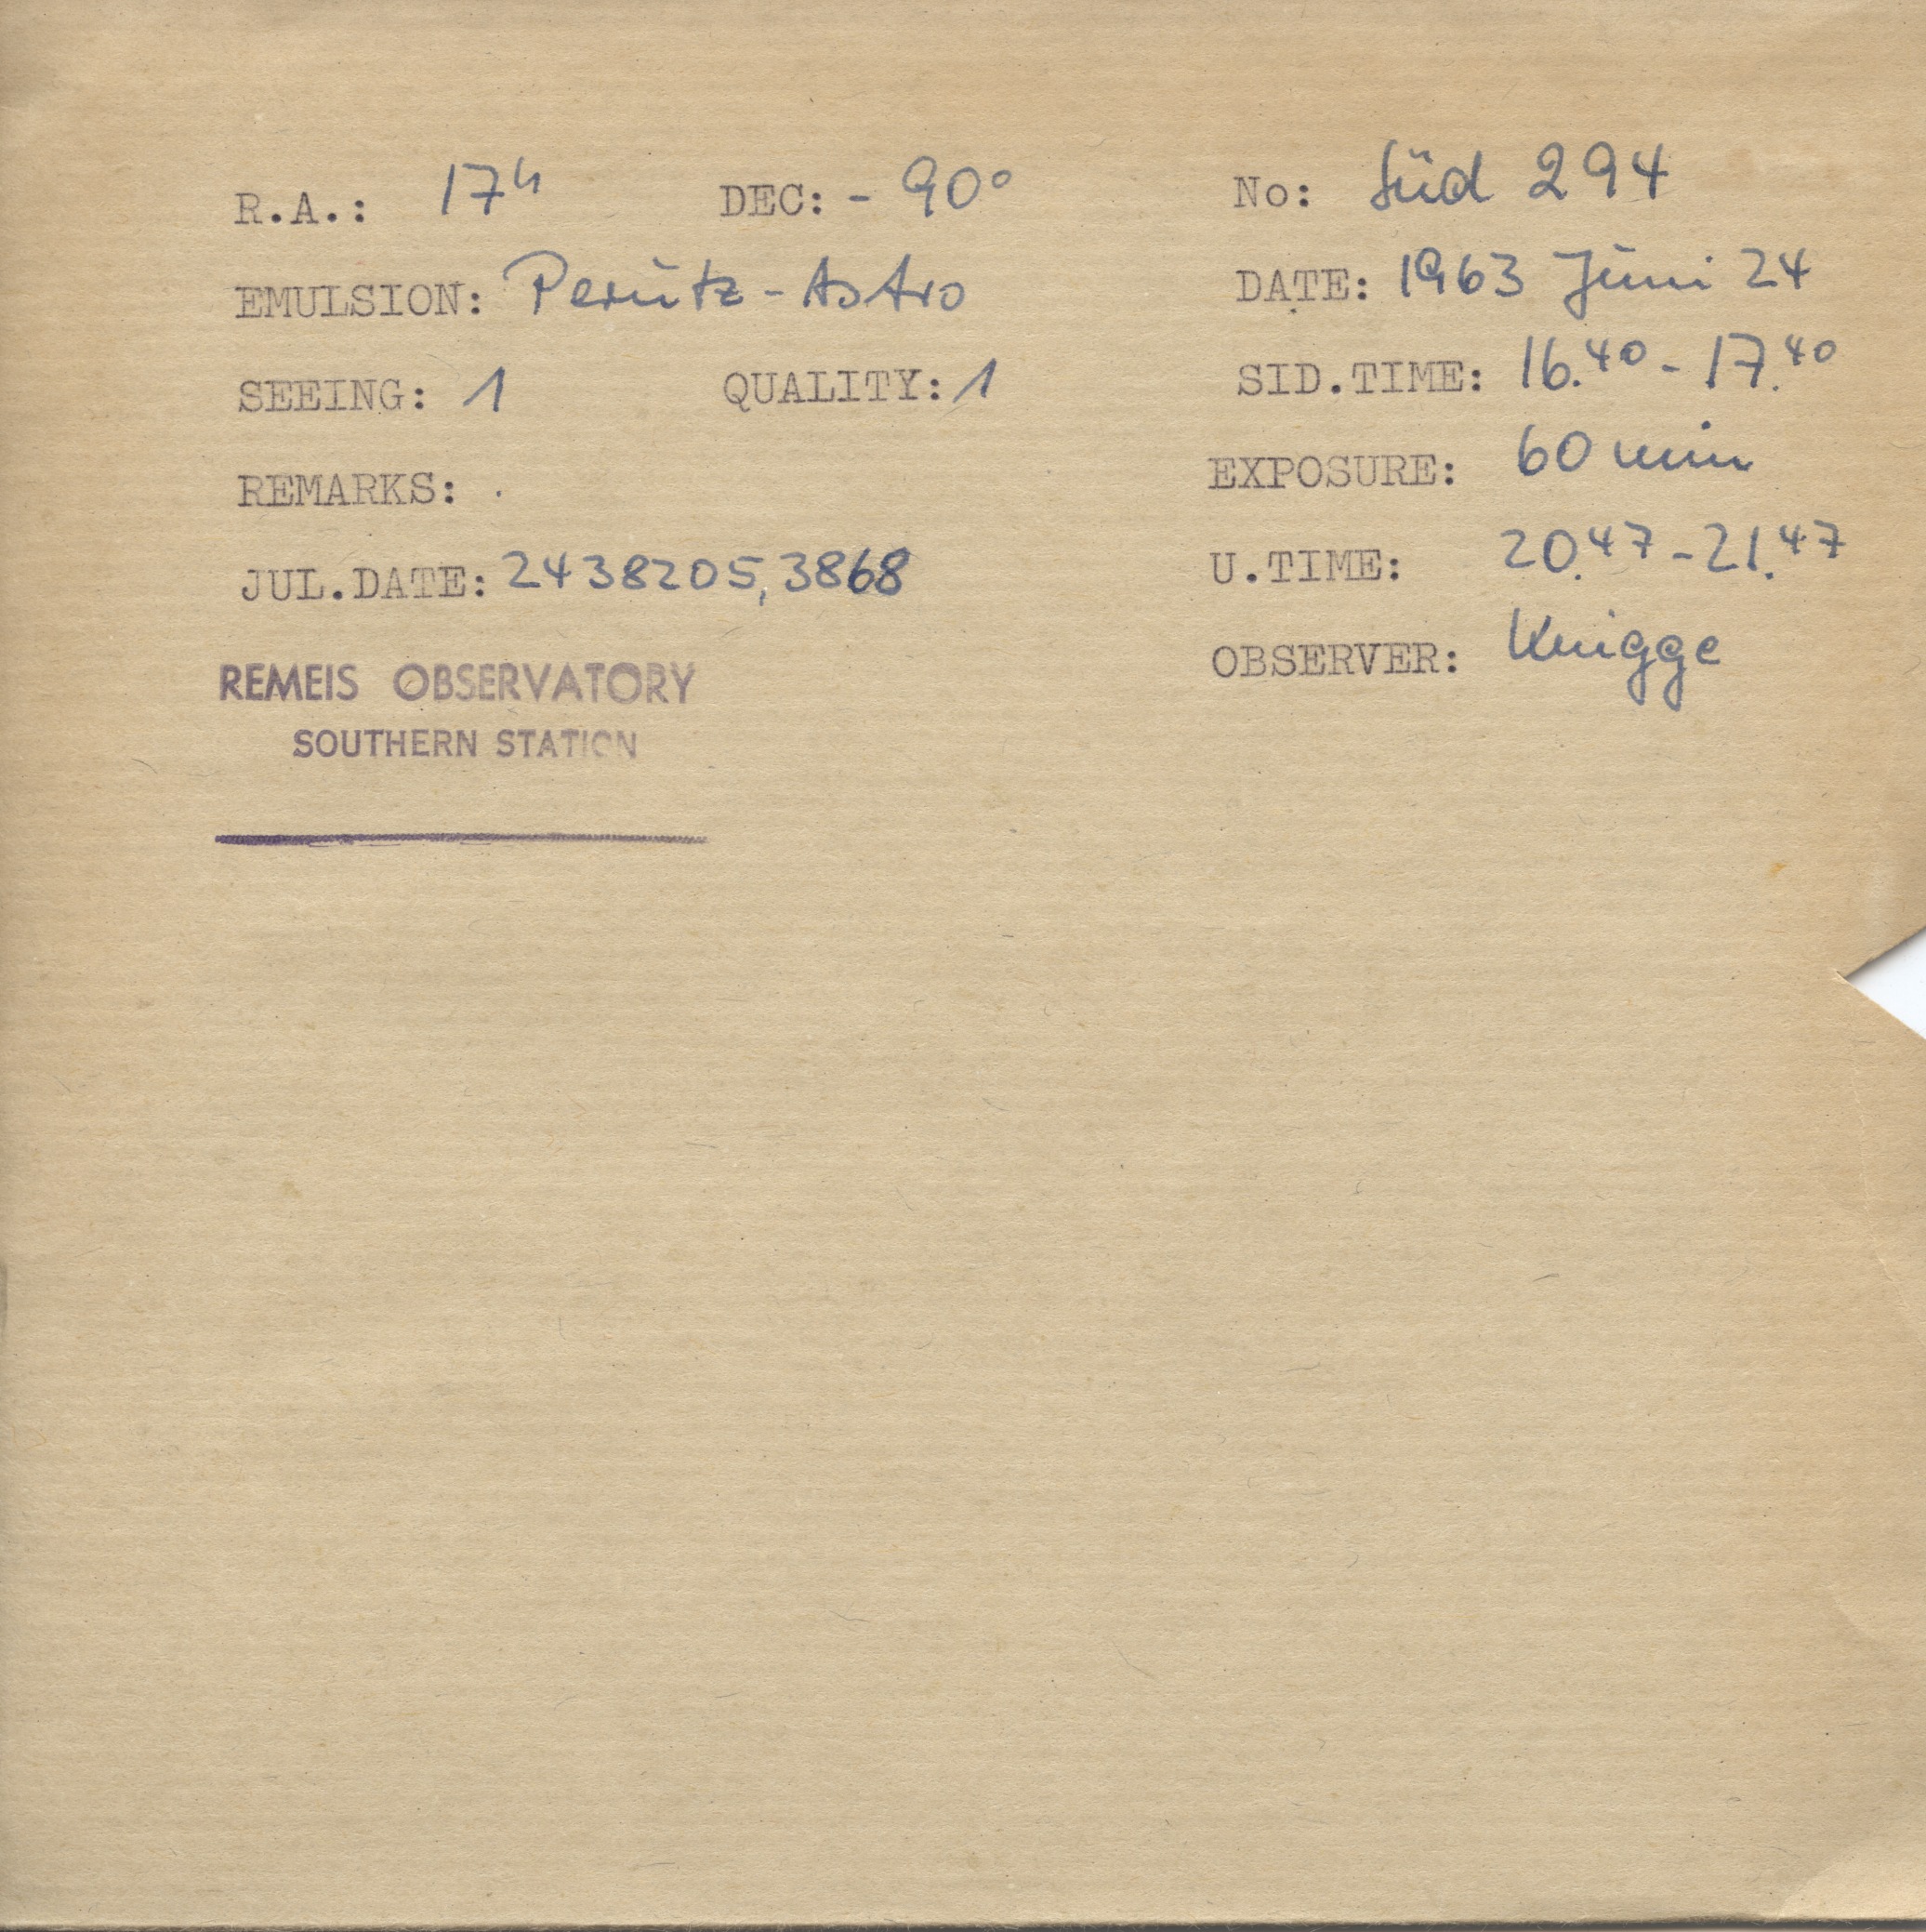 R.A.: 17h DEC: - 90° No: Süd 294
EMULSION: Perutz-Astro DATE: 1963 Juni 24
SEEING: 1 QUALITY: 1 SID.TIME: 16.40 - 17.40
REMARKS: . EXPOSURE: 60 min
JUL.DATE: 2438205,3868 U.TIME: 20.47 - 21.47
REMEIS OBSERVATORY OBSERVER: Knigge
SOUTHERN STATION